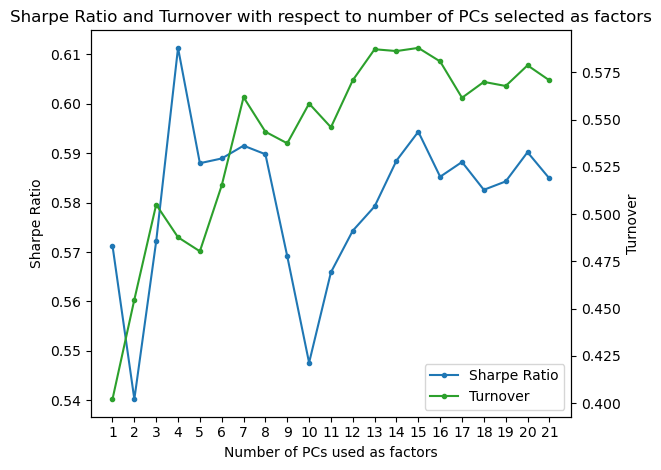 Sharpe Ratio and Turnover with respect to number of PCs selected as factors
0.61
0.60
0.59
0.58
0.57
0.56
0.55
0.54
Sharpe Ratio
0.575
0.550
0.525
0.500
0.475
0.450
0.425
0.400
Turnover
Sharpe Ratio
Turnover
1 2 3 4 5 6 7 8 9 10 11 12 13 14 15 16 17 18 19 20 21
Number of PCs used as factors